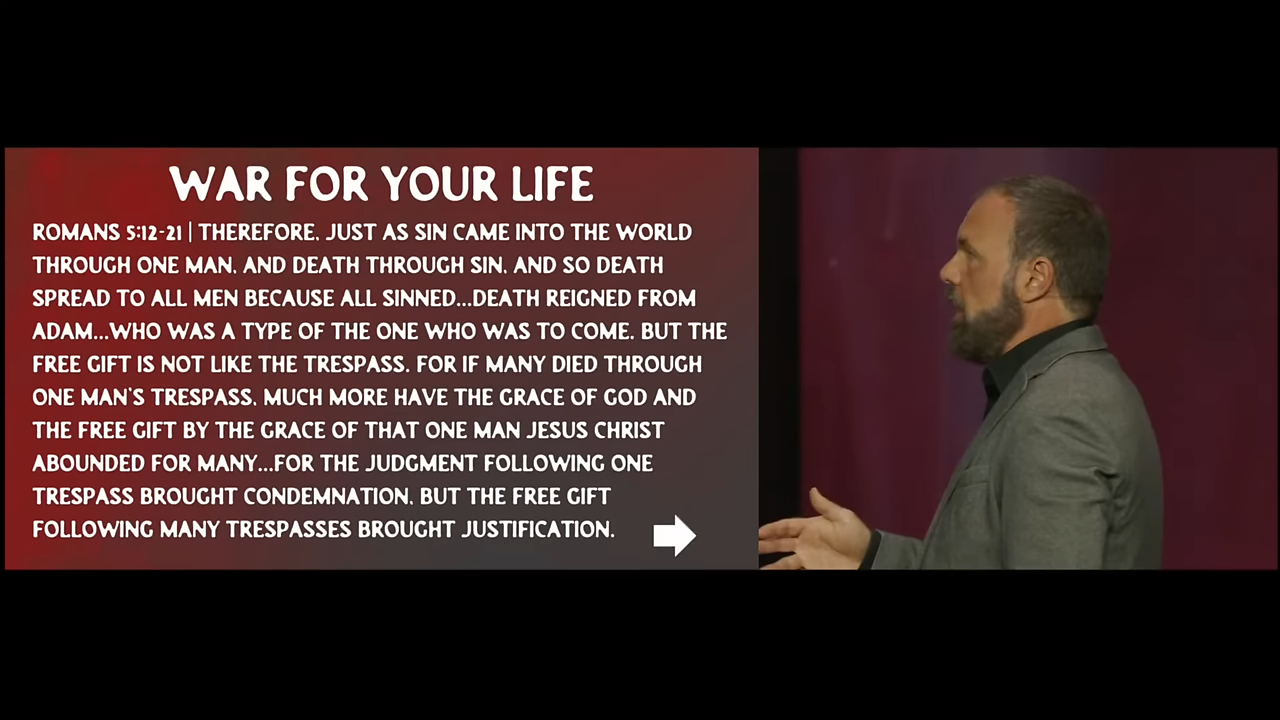 WAR FOR YOUR LIFE
ROMANS 5:12-21 | THEREFORE, JUST AS SIN CAME INTO THE WORLD
THROUGH ONE MAN, AND DEATH THROUGH SIN, AND SO DEATH
SPREAD TO ALL MEN BECAUSE ALL SINNED...DEATH REIGNED FROM
ADAM...WHO WAS A TYPE OF THE ONE WHO WAS TO COME. BUT THE
FREE GIFT IS NOT LIKE THE TRESPASS. FOR IF MANY DIED THROUGH
ONE MAN'S TRESPASS, MUCH MORE HAVE THE GRACE OF GOD AND
THE FREE GIFT BY THE GRACE OF THAT ONE MAN JESUS CHRIST
ABOUNDED FOR MANY...FOR THE JUDGMENT FOLLOWING ONE
TRESPASS BROUGHT CONDEMNATION, BUT THE FREE GIFT
FOLLOWING MANY TRESPASSES BROUGHT JUSTIFICATION.